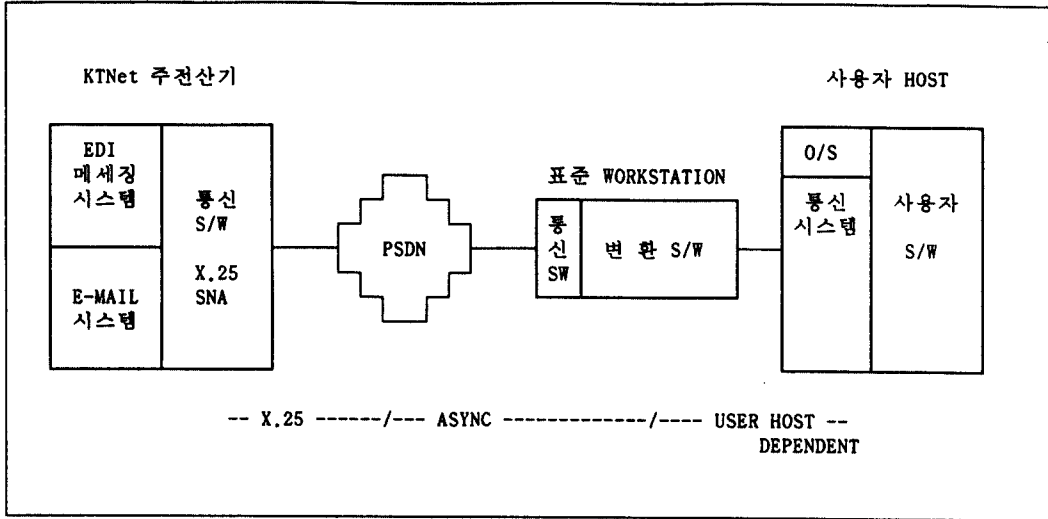 KTNet 주전산기
사용자 HOST
EDI
메세징
시스템
통신
S/W
X.25
SNA
E-MAIL
시스템
PSDN
표준 WORKSTATION
통
신
SW
변 환 S/W
O/S
통신
시스템
사용자
S/W
-- X.25 ------/--- ASYNC -------------/---- USER HOST --
DEPENDENT